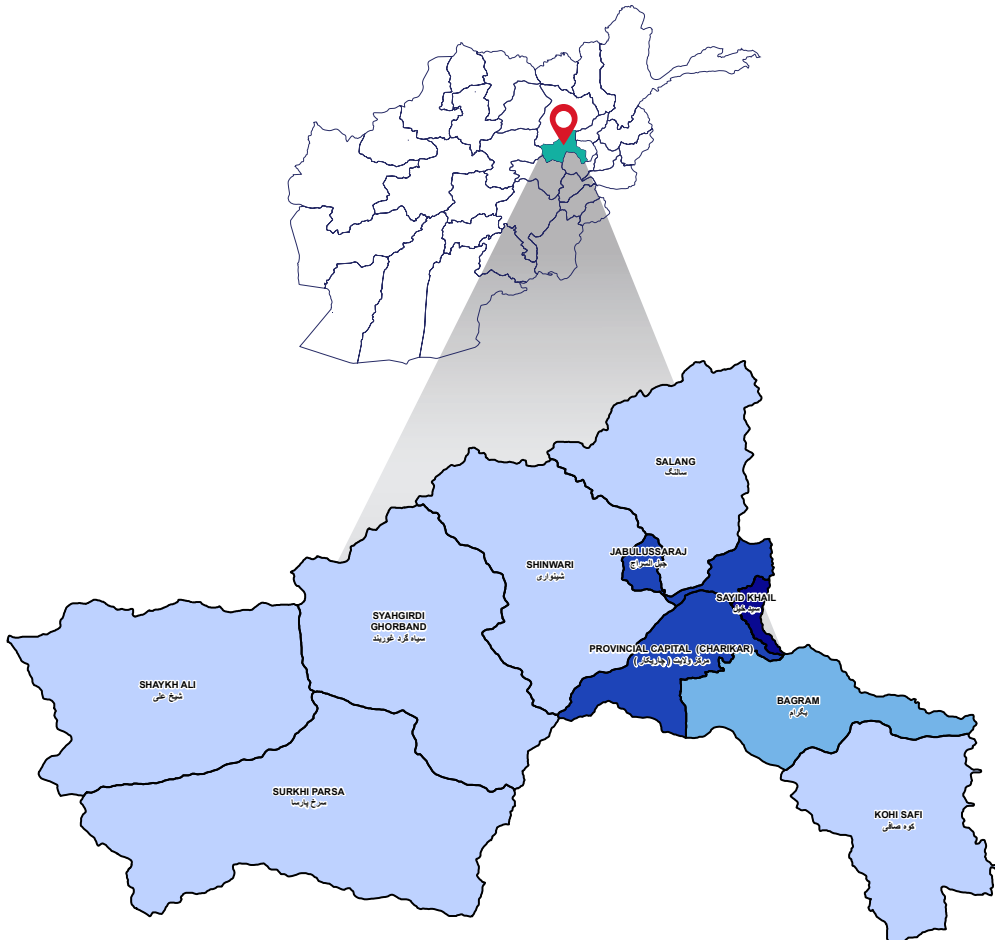 SALANG
سالنگ
JABULUSSARAJ
جبل السراج
SHINWARI
شینواری
SAYID KHAIL
سید خیل
SYAHGIRDI
GHORBAND
سیاه گرد غوربند
PROVINCIAL CAPITAL (CHARIKAR)
مرکز ولایت ( چاریکار )
SHAYKH ALI
شیخ علی
BAGRAM
بگرام
SURKHI PARSA
سرخ پارسا
KOHI SAFI
کوه صافی